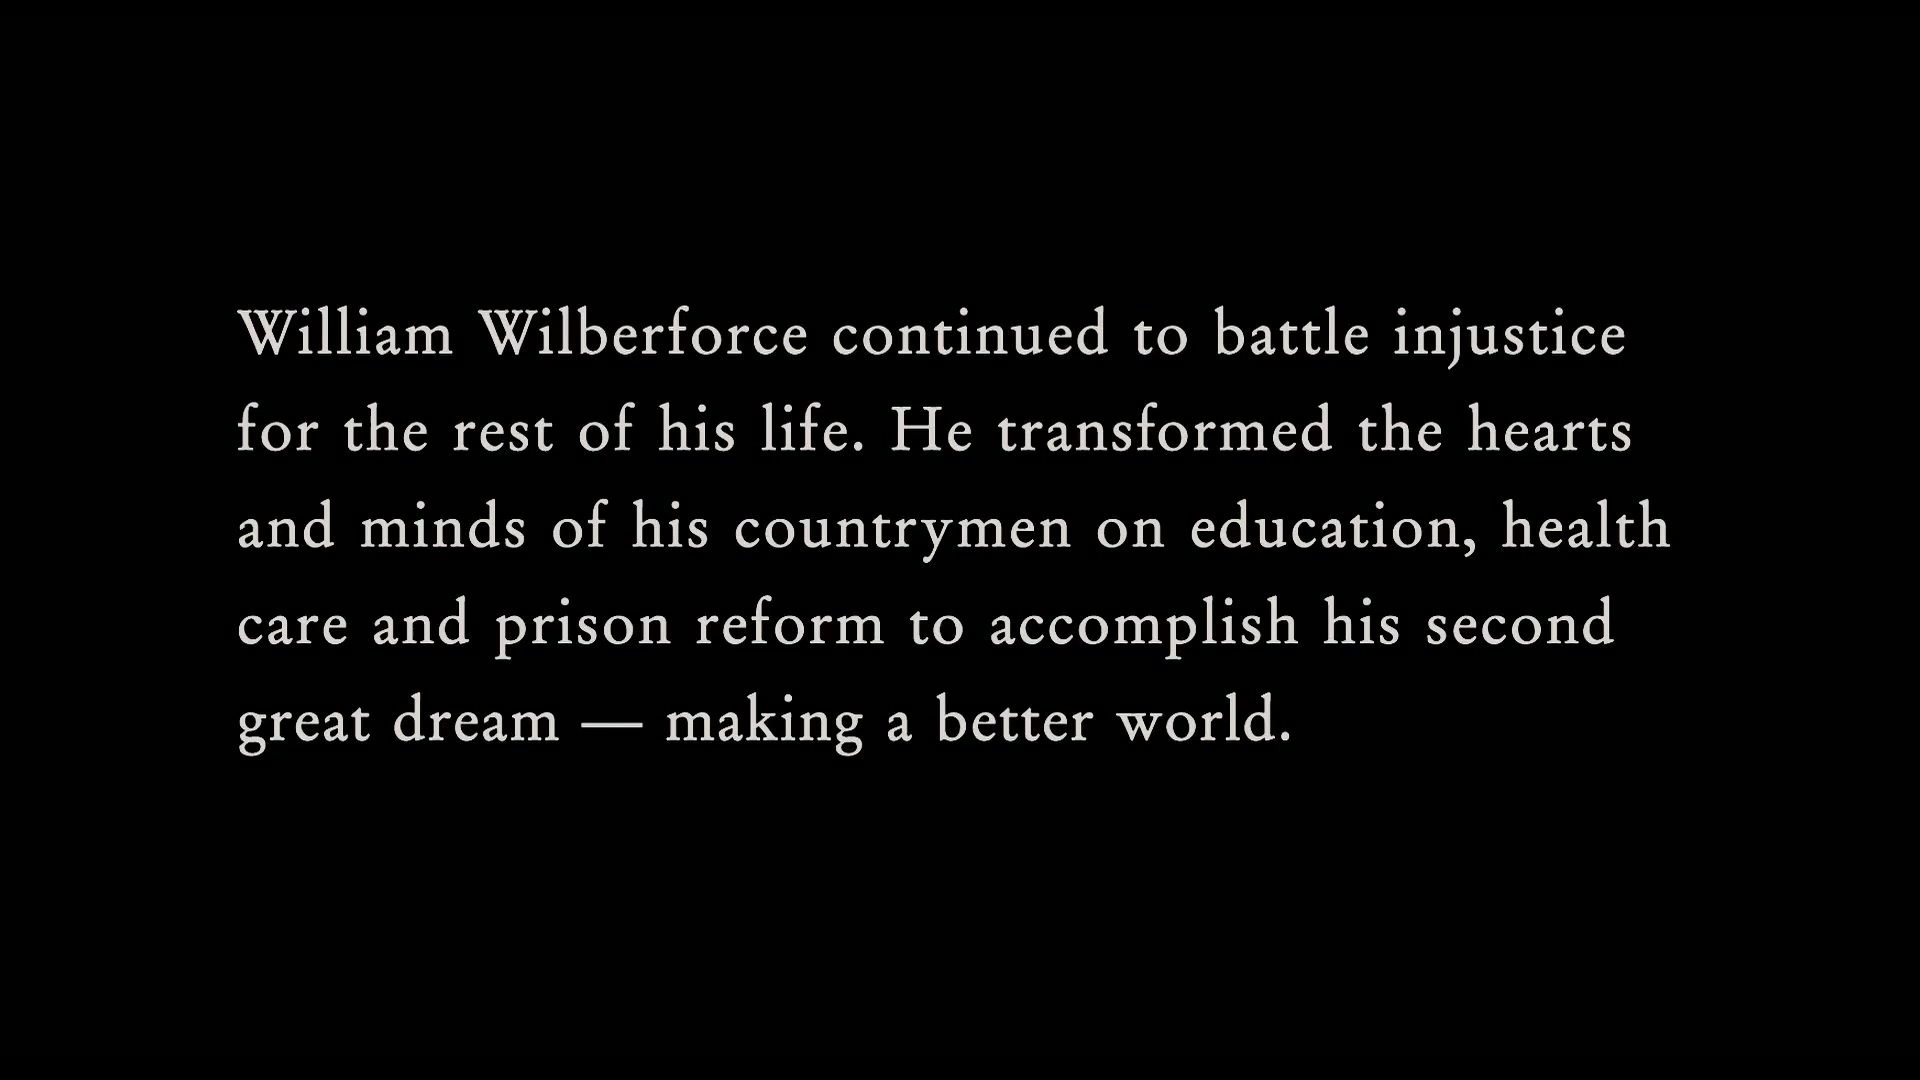 William Wilberforce continued to battle injustice
for the rest of his life. He transformed the hearts
and minds of his countrymen on education, health
care and prison reform to accomplish his second
great dream — making a better world.